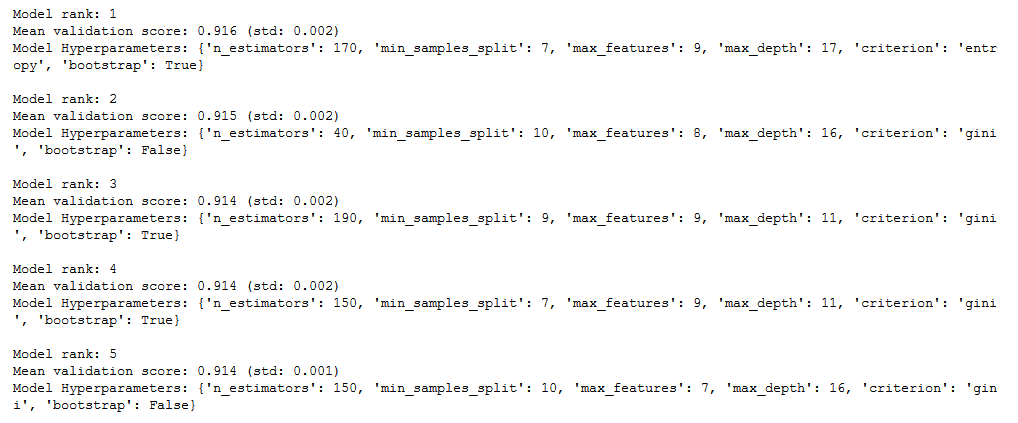 Model rank: 1
Mean validation score: 0.916 (std: 0.002)
Model Hyperparameters: {'n_estimators': 170, 'min_samples_split': 7, 'max_features': 9, 'max_depth': 17, 'criterion': 'entr
opy', 'bootstrap': True}
Model rank: 2
Mean validation score: 0.915 (std: 0.002)
Model Hyperparameters: {'n_estimators': 40, 'min_samples_split': 10, 'max_features': 8, 'max_depth': 16, 'criterion': 'gini
', 'bootstrap': False}
Model rank: 3
Mean validation score: 0.914 (std: 0.002)
Model Hyperparameters: {'n_estimators': 190, 'min_samples_split': 9, 'max_features': 9, 'max_depth': 11, 'criterion': 'gini
', 'bootstrap': True}
Model rank: 4
Mean validation score: 0.914 (std: 0.002)
Model Hyperparameters: {'n_estimators': 150, 'min_samples_split': 7, 'max_features': 9, 'max_depth': 11, 'criterion': 'gini
', 'bootstrap': True}
Model rank: 5
Mean validation score: 0.914 (std: 0.001)
Model Hyperparameters: {'n_estimators': 150, 'min_samples_split': 10, 'max_features': 7, 'max_depth': 16, 'criterion': 'gin
i', 'bootstrap': False}